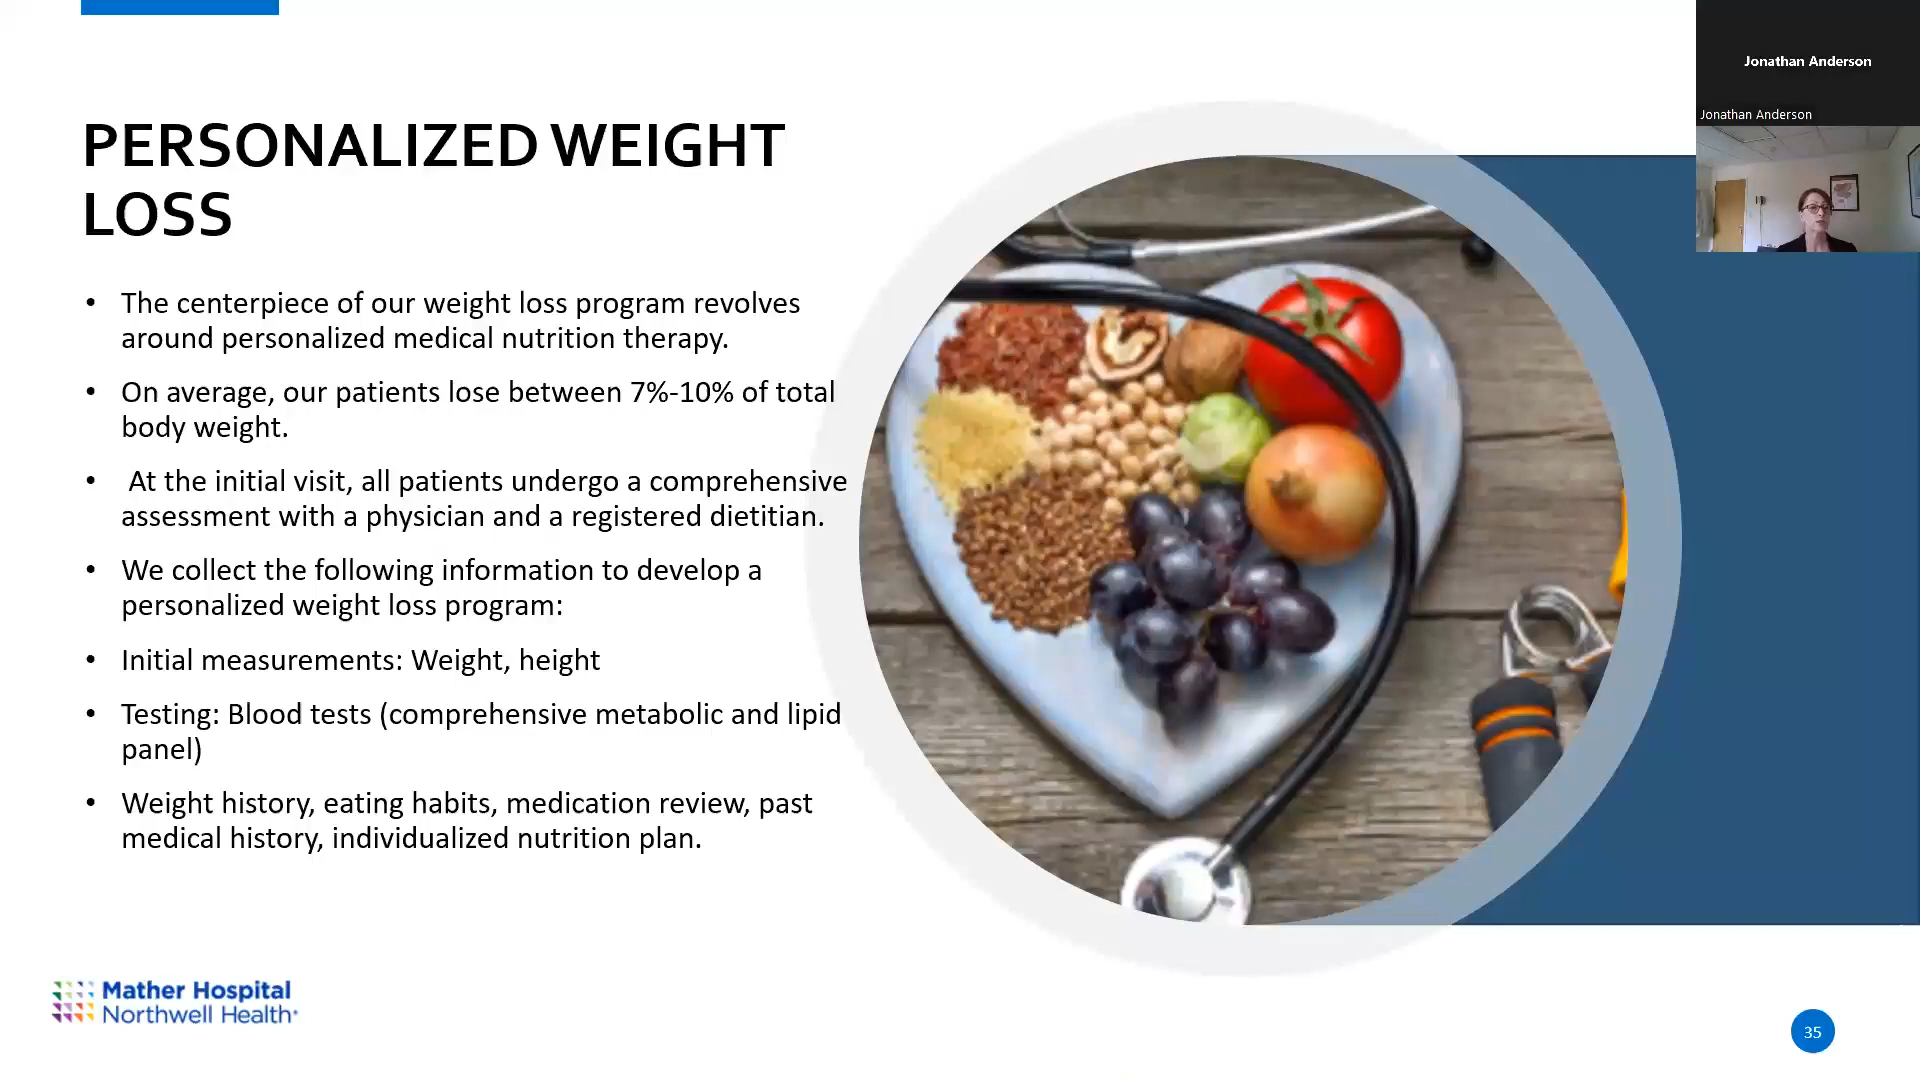 PERSONALIZED WEIGHT
LOSS
• The centerpiece of our weight loss program revolves
around personalized medical nutrition therapy.
• On average, our patients lose between 7%-10% of total
body weight.
• At the initial visit, all patients undergo a comprehensive
assessment with a physician and a registered dietitian.
• We collect the following information to develop a
personalized weight loss program:
• Initial measurements: Weight, height
• Testing: Blood tests (comprehensive metabolic and lipid
panel)
• Weight history, eating habits, medication review, past
medical history, individualized nutrition plan.
Mather Hospital
Northwell Health
35
Jonathan Anderson
Jonathan Anderson